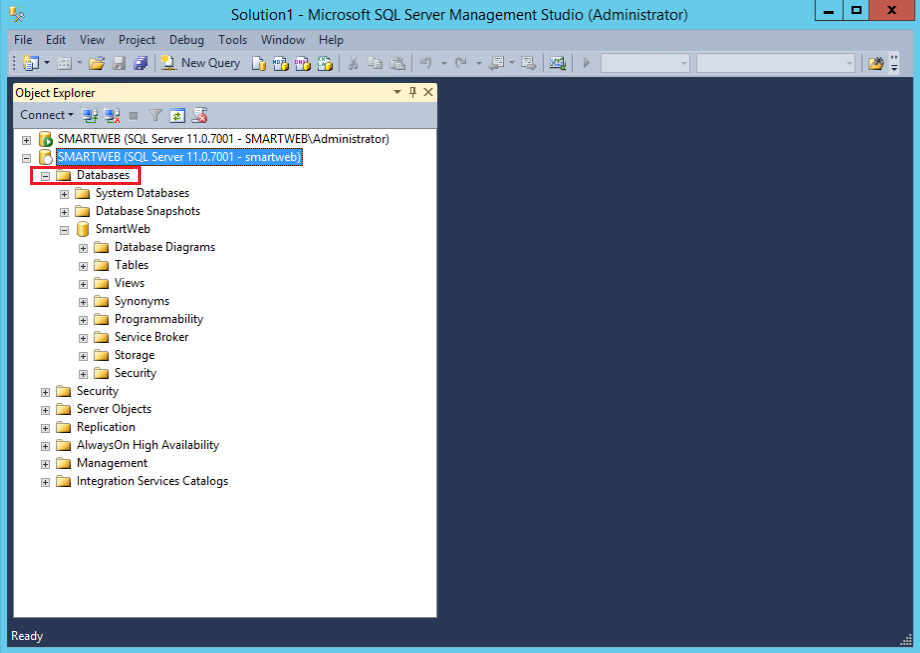 Solution1 - Microsoft SQL Server Management Studio (Administrator)
File Edit View Project Debug Tools Window Help
New Query
Object Explorer
Connect
SMARTWEB (SQL Server 11.0.7001 - SMARTWEB\Administrator)
SMARTWEB (SQL Server 11.0.7001 - smartweb)
Databases
System Databases
Database Snapshots
SmartWeb
Database Diagrams
Tables
Views
Synonyms
Programmability
Service Broker
Storage
Security
Security
Server Objects
Replication
AlwaysOn High Availability
Management
Integration Services Catalogs
Ready